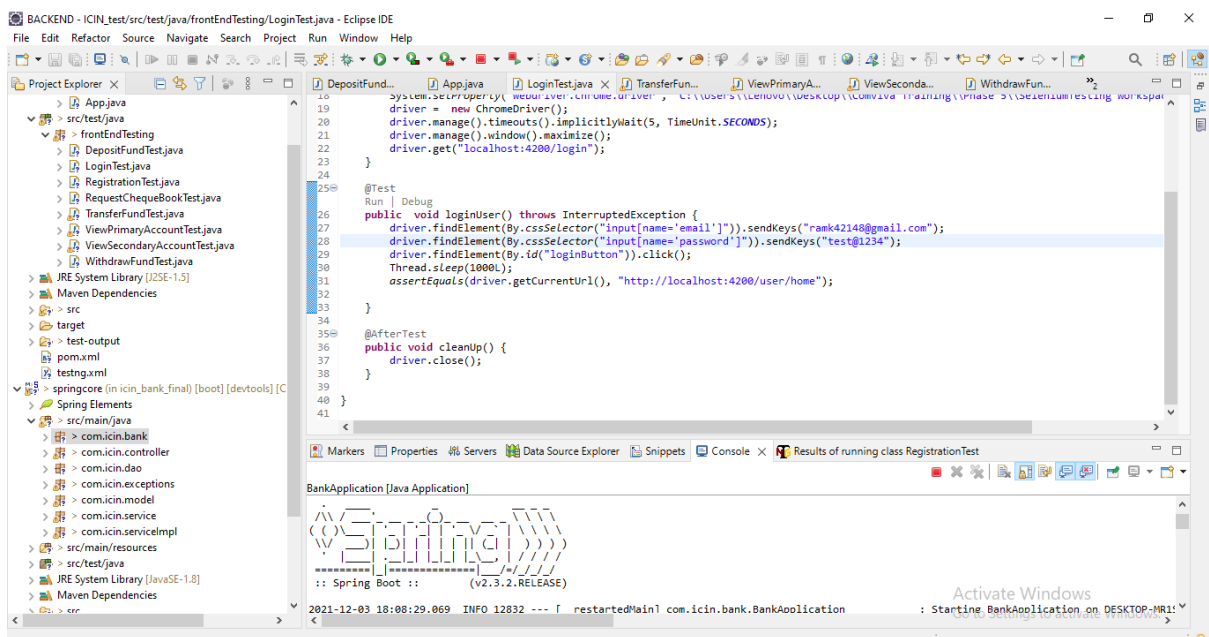 BACKEND - ICIN_test/src/test/java/frontEndTesting/LoginTest.java - Eclipse IDE
File Edit Refactor Source Navigate Search Project Run Window Help
Project Explorer
DepositFund... App.java LoginTest.java TransferFun... ViewPrimaryA... ViewSeconda... WithdrawFun... 2
App.java
src/test/java
frontEndTesting
DepositFundTest.java
LoginTest.java
RegistrationTest.java
RequestChequeBookTest.java
TransferFundTest.java
ViewPrimaryAccountTest.java
ViewSecondaryAccountTest.java
WithdrawFundTest.java
JRE System Library [J2SE-1.5]
Maven Dependencies
> src
target
> test-output
pom.xml
testng.xml
> springcore (in icin_bank_final) [boot] [devtools] [C
Spring Elements
> src/main/java
> com.icin.bank
> com.icin.controller
> com.icin.dao
> com.icin.exceptions
> com.icin.model
> com.icin.service
> com.icin.serviceImpl
> src/main/resources
> src/test/java
JRE System Library [JavaSE-1.8]
Maven Dependencies
> src
18 System.setProperty("webdriver.chrome.driver", "C:\\Users\\Lenovo\\Desktop\\Comviva Training\\Phase 5\\SeleniumTesting Workspa
19 driver = new ChromeDriver();
20 driver.manage().timeouts().implicitlyWait(5, TimeUnit.SECONDS);
21 driver.manage().window().maximize();
22 driver.get("localhost:4200/login");
23 }
24
25 @Test
Run | Debug
26 public void loginUser() throws InterruptedException {
27 driver.findElement(By.cssSelector("input[name='email']")).sendKeys("ramk42148@gmail.com");
28 driver.findElement(By.cssSelector("input[name='password']")).sendKeys("test@1234");
29 driver.findElement(By.id("loginButton")).click();
30 Thread.sleep(1000L);
31 assertEquals(driver.getCurrentUrl(), "http://localhost:4200/user/home");
32
33 }
34
35 @AfterTest
36 public void cleanUp() {
37 driver.close();
38 }
39
40 }
41
Markers Properties Servers Data Source Explorer Snippets Console Results of running class RegistrationTest
BankApplication [Java Application]
Spring
:: Spring Boot :: (v2.3.2.RELEASE)
2021-12-03 18:08:29.069 INFO 12832 --- [ restartedMain] com.icin.bank.BankApplication : Starting BankApplication on DESKTOP-MR1S
Activate Windows
Go to Settings to activate Windows.